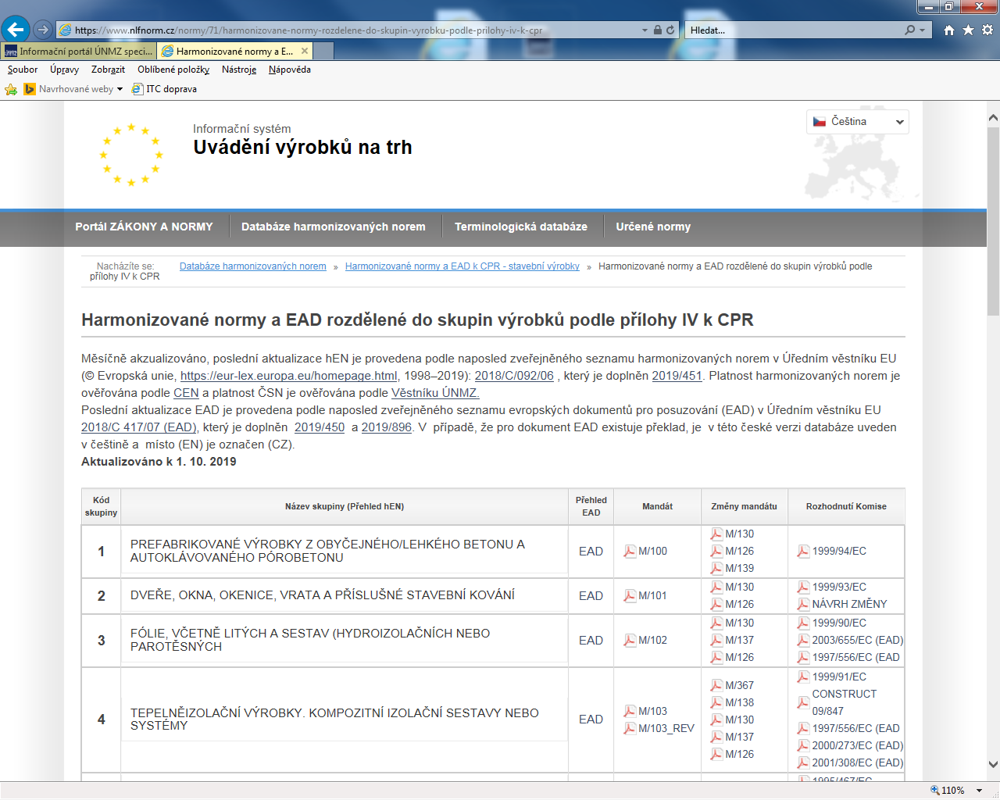 https://www.nlfnorm.cz/normy/71/harmonizovane-normy-rozdelene-do-skupin-vyrobku-podle-prilohy-iv-k-cpr
Hledat...
Informační portál ÚNMZ speci...
Harmonizované normy a E...
Soubor Úpravy Zobrazit Oblíbené položky Nástroje Nápověda
Navrhované weby ITC doprava
Informační systém
Uvádění výrobků na trh
Čeština
Portál ZÁKONY A NORMY Databáze harmonizovaných norem Terminologická databáze Určené normy
Nacházíte se: Databáze harmonizovaných norem » Harmonizované normy a EAD k CPR - stavební výrobky » Harmonizované normy a EAD rozdělené do skupin výrobků podle
přílohy IV k CPR
Harmonizované normy a EAD rozdělené do skupin výrobků podle přílohy IV k CPR
Měsíčně akzualizováno, poslední aktualizace hEN je provedena podle naposled zveřejněného seznamu harmonizovaných norem v Úředním věstníku EU
(© Evropská unie, https://eur-lex.europa.eu/homepage.html, 1998–2019): 2018/C/092/06 , který je doplněn 2019/451. Platnost harmonizovaných norem je
ověřována podle CEN a platnost ČSN je ověřována podle Věstníku ÚNMZ.
Poslední aktualizace EAD je provedena podle naposled zveřejněného seznamu evropských dokumentů pro posuzování (EAD) v Úředním věstníku EU
2018/C 417/07 (EAD), který je doplněn 2019/450 a 2019/896. V případě, že pro dokument EAD existuje překlad, je v této české verzi databáze uveden
v češtině a místo (EN) je označen (CZ).
Aktualizováno k 1. 10. 2019
Kód skupiny Název skupiny (Přehled hEN) Přehled EAD Mandát Změny mandátu Rozhodnutí Komise
1
PREFABRIKOVANÉ VÝROBKY Z OBYČEJNÉHO/LEHKÉHO BETONU A
AUTOKLÁVOVANÉHO PÓROBETONU
EAD
M/100
M/130
M/126
M/139
1999/94/EC
2
DVEŘE, OKNA, OKENICE, VRATA A PŘÍSLUŠNÉ STAVEBNÍ KOVÁNÍ
EAD
M/101
M/130
M/126
1999/93/EC
NÁVRH ZMĚNY
3
FÓLIE, VČETNĚ LITÝCH A SESTAV (HYDROIZOLAČNÍCH NEBO
PAROTĚSNÝCH
EAD
M/102
M/130
M/137
M/126
1999/90/EC
2003/655/EC (EAD)
1997/556/EC (EAD
4
TEPELNĚIZOLAČNÍ VÝROBKY. KOMPOZITNÍ IZOLAČNÍ SESTAVY NEBO
SYSTÉMY
EAD
M/103
M/103_REV
M/367
M/138
M/130
M/137
M/126
1999/91/EC
CONSTRUCT
09/847
1997/556/EC (EAD
2000/273/EC (EAD)
2001/308/EC (EAD)
1995/467/EC
110%